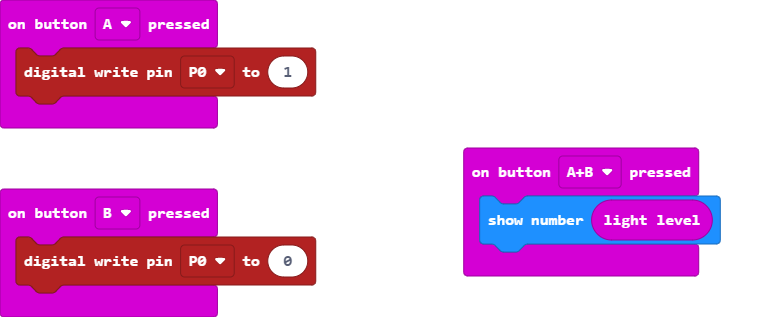 on button A pressed
digital write pin P0 to 1
on button B pressed
digital write pin P0 to 0
on button A+B pressed
show number light level